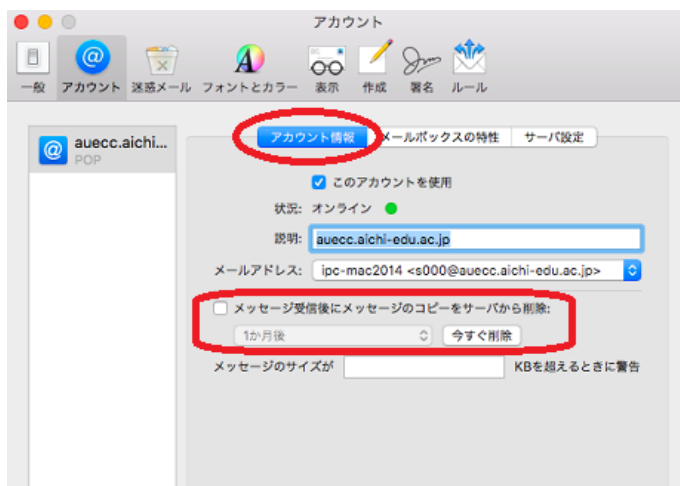 アカウント
一般 アカウント 迷惑メール フォントとカラー 表示 作成 署名 ルール
auecc.aichi...
POP
アカウント情報 メールボックスの特性 サーバ設定
このアカウントを使用
状況: オンライン
説明: auecc.aichi-edu.ac.jp
メールアドレス: ipc-mac2014 <s000@auecc.aichi-edu.ac.jp>
メッセージ受信後にメッセージのコピーをサーバから削除:
1か月後 今すぐ削除
メッセージのサイズが KBを超えるときに警告